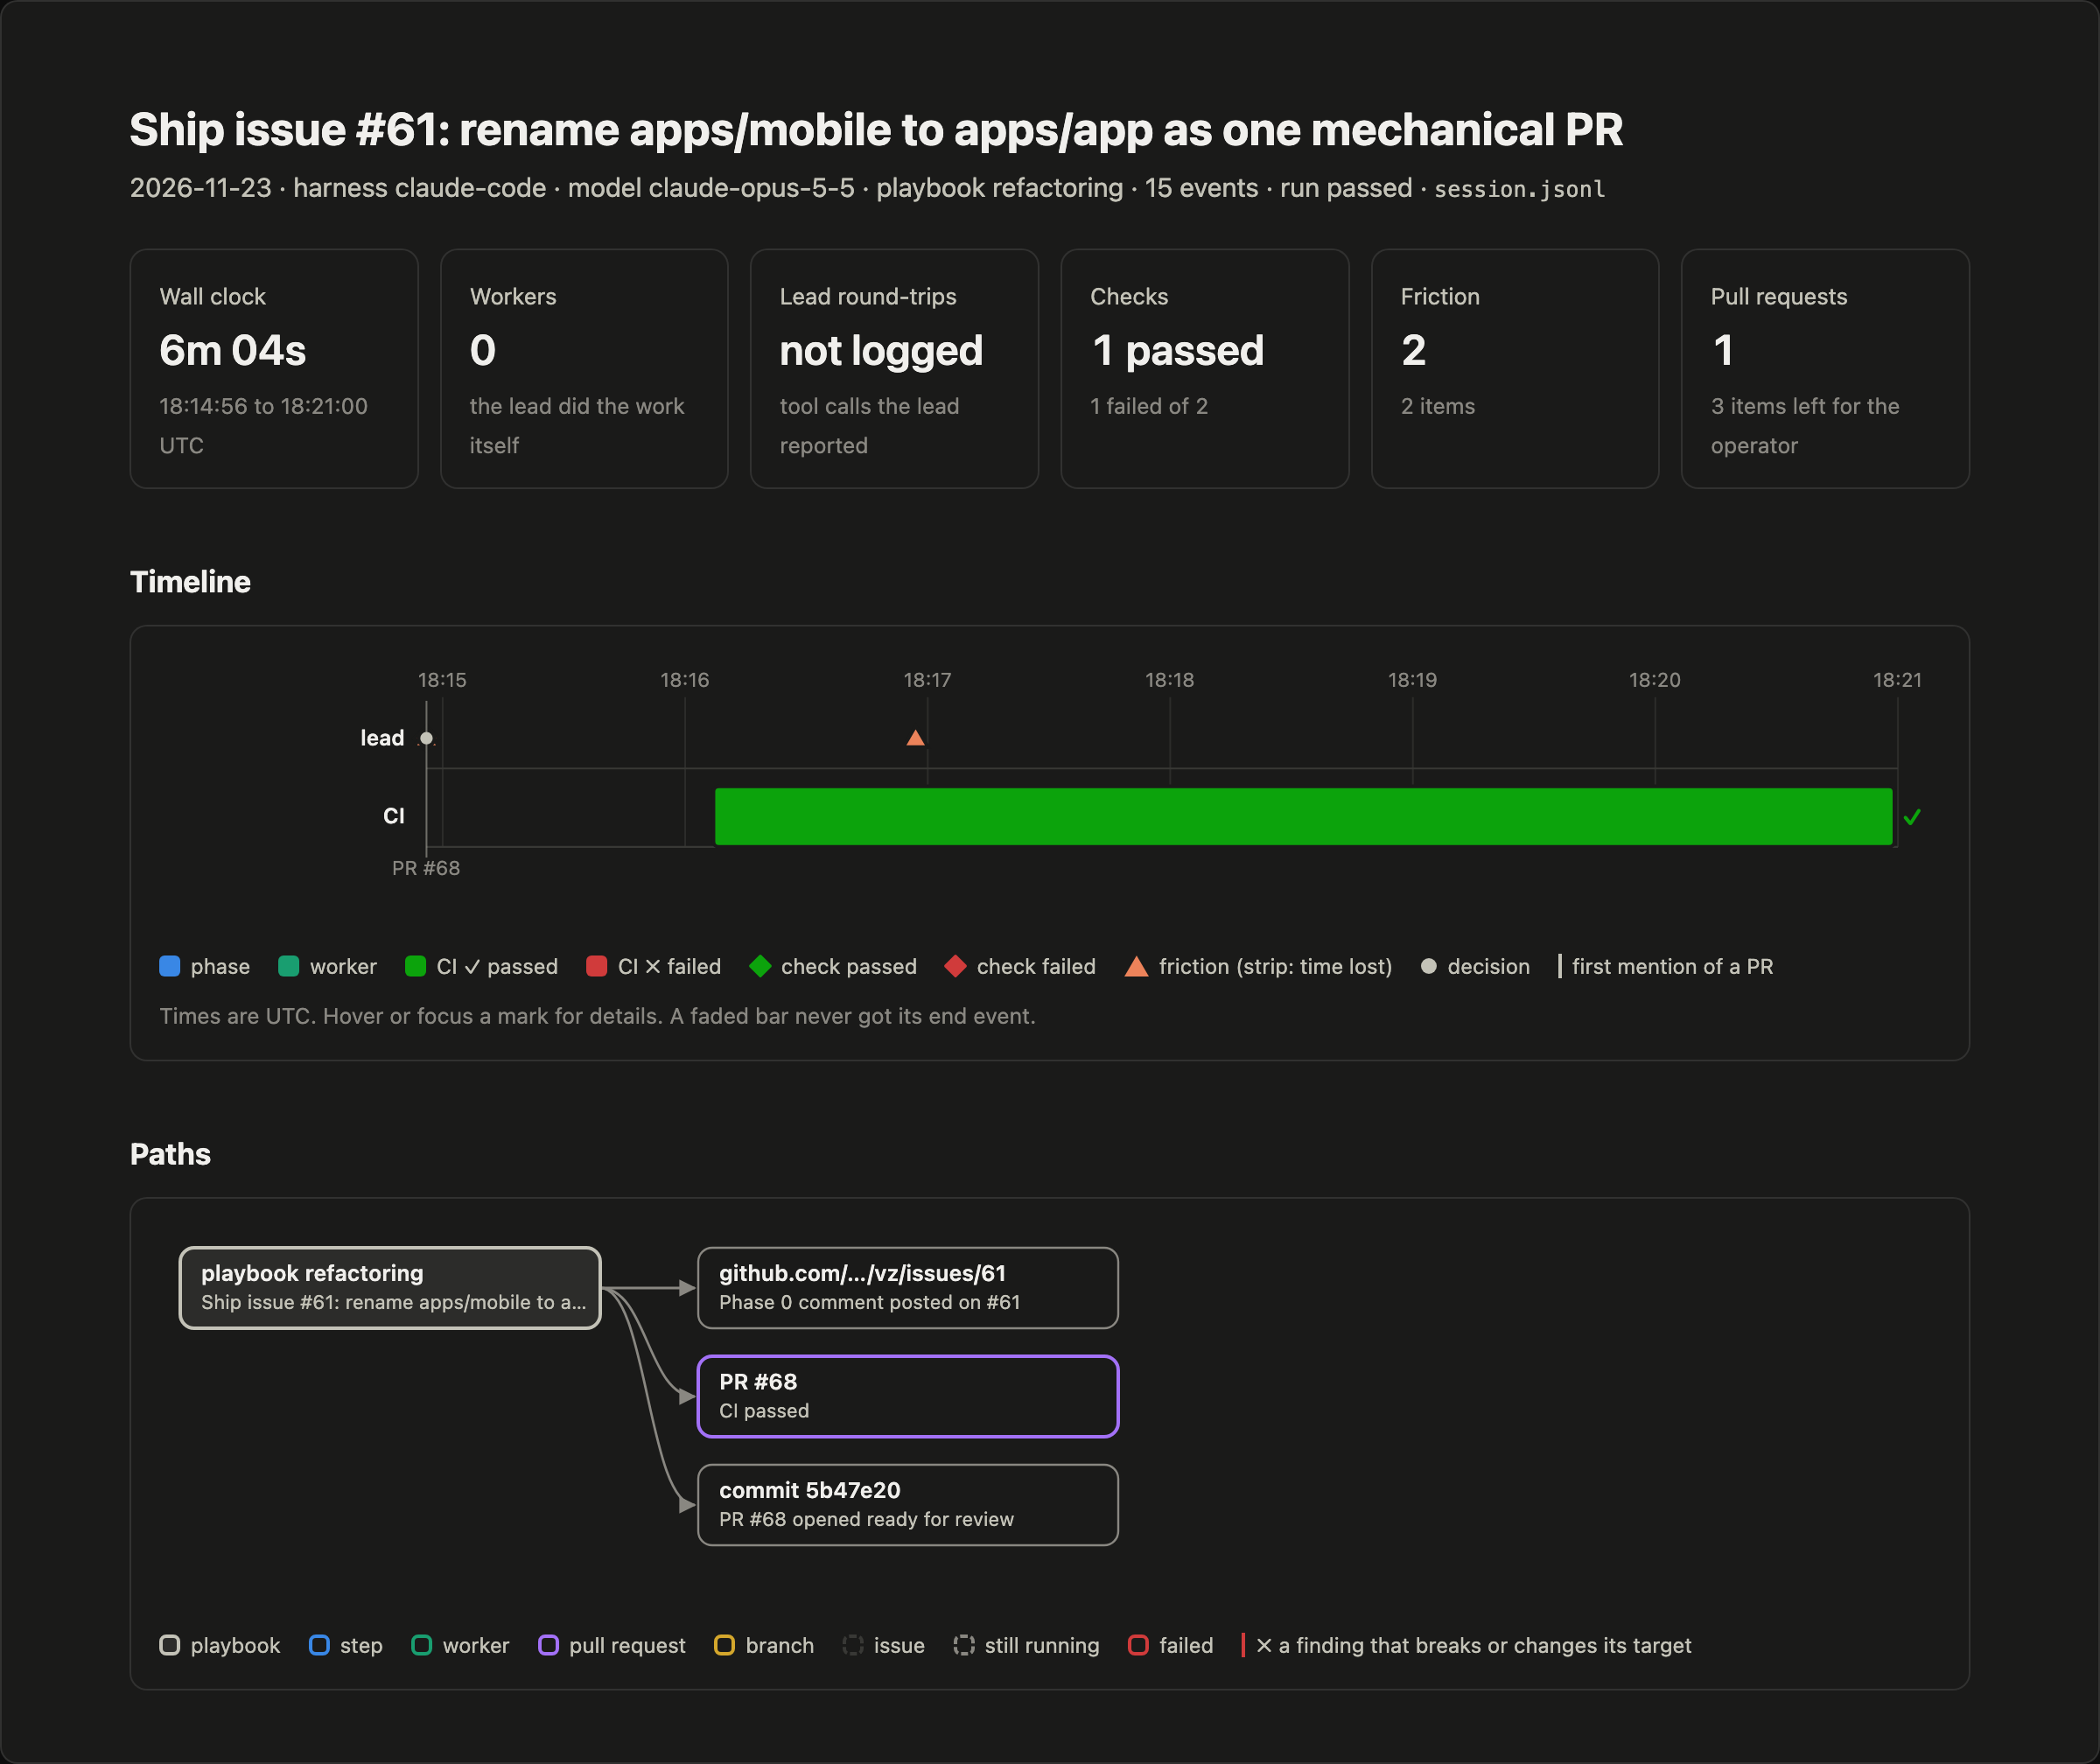 Ship issue #61: rename apps/mobile to apps/app as one mechanical PR
2026-11-23 · harness claude-code · model claude-opus-5-5 · playbook refactoring · 15 events · run passed · session.jsonl
Wall clock
6m 04s
18:14:56 to 18:21:00
UTC
Workers
0
the lead did the work
itself
Lead round-trips
not logged
tool calls the lead
reported
Checks
1 passed
1 failed of 2
Friction
2
2 items
Pull requests
1
3 items left for the
operator
Timeline
18:15 18:16 18:17 18:18 18:19 18:20 18:21
lead
CI ✓
PR #68
phase worker CI ✓ passed CI ✕ failed check passed check failed friction (strip: time lost) decision first mention of a PR
Times are UTC. Hover or focus a mark for details. A faded bar never got its end event.
Paths
playbook refactoring
Ship issue #61: rename apps/mobile to a...
github.com/.../vz/issues/61
Phase 0 comment posted on #61
PR #68
CI passed
commit 5b47e20
PR #68 opened ready for review
playbook step worker pull request branch issue still running failed ✕ a finding that breaks or changes its target